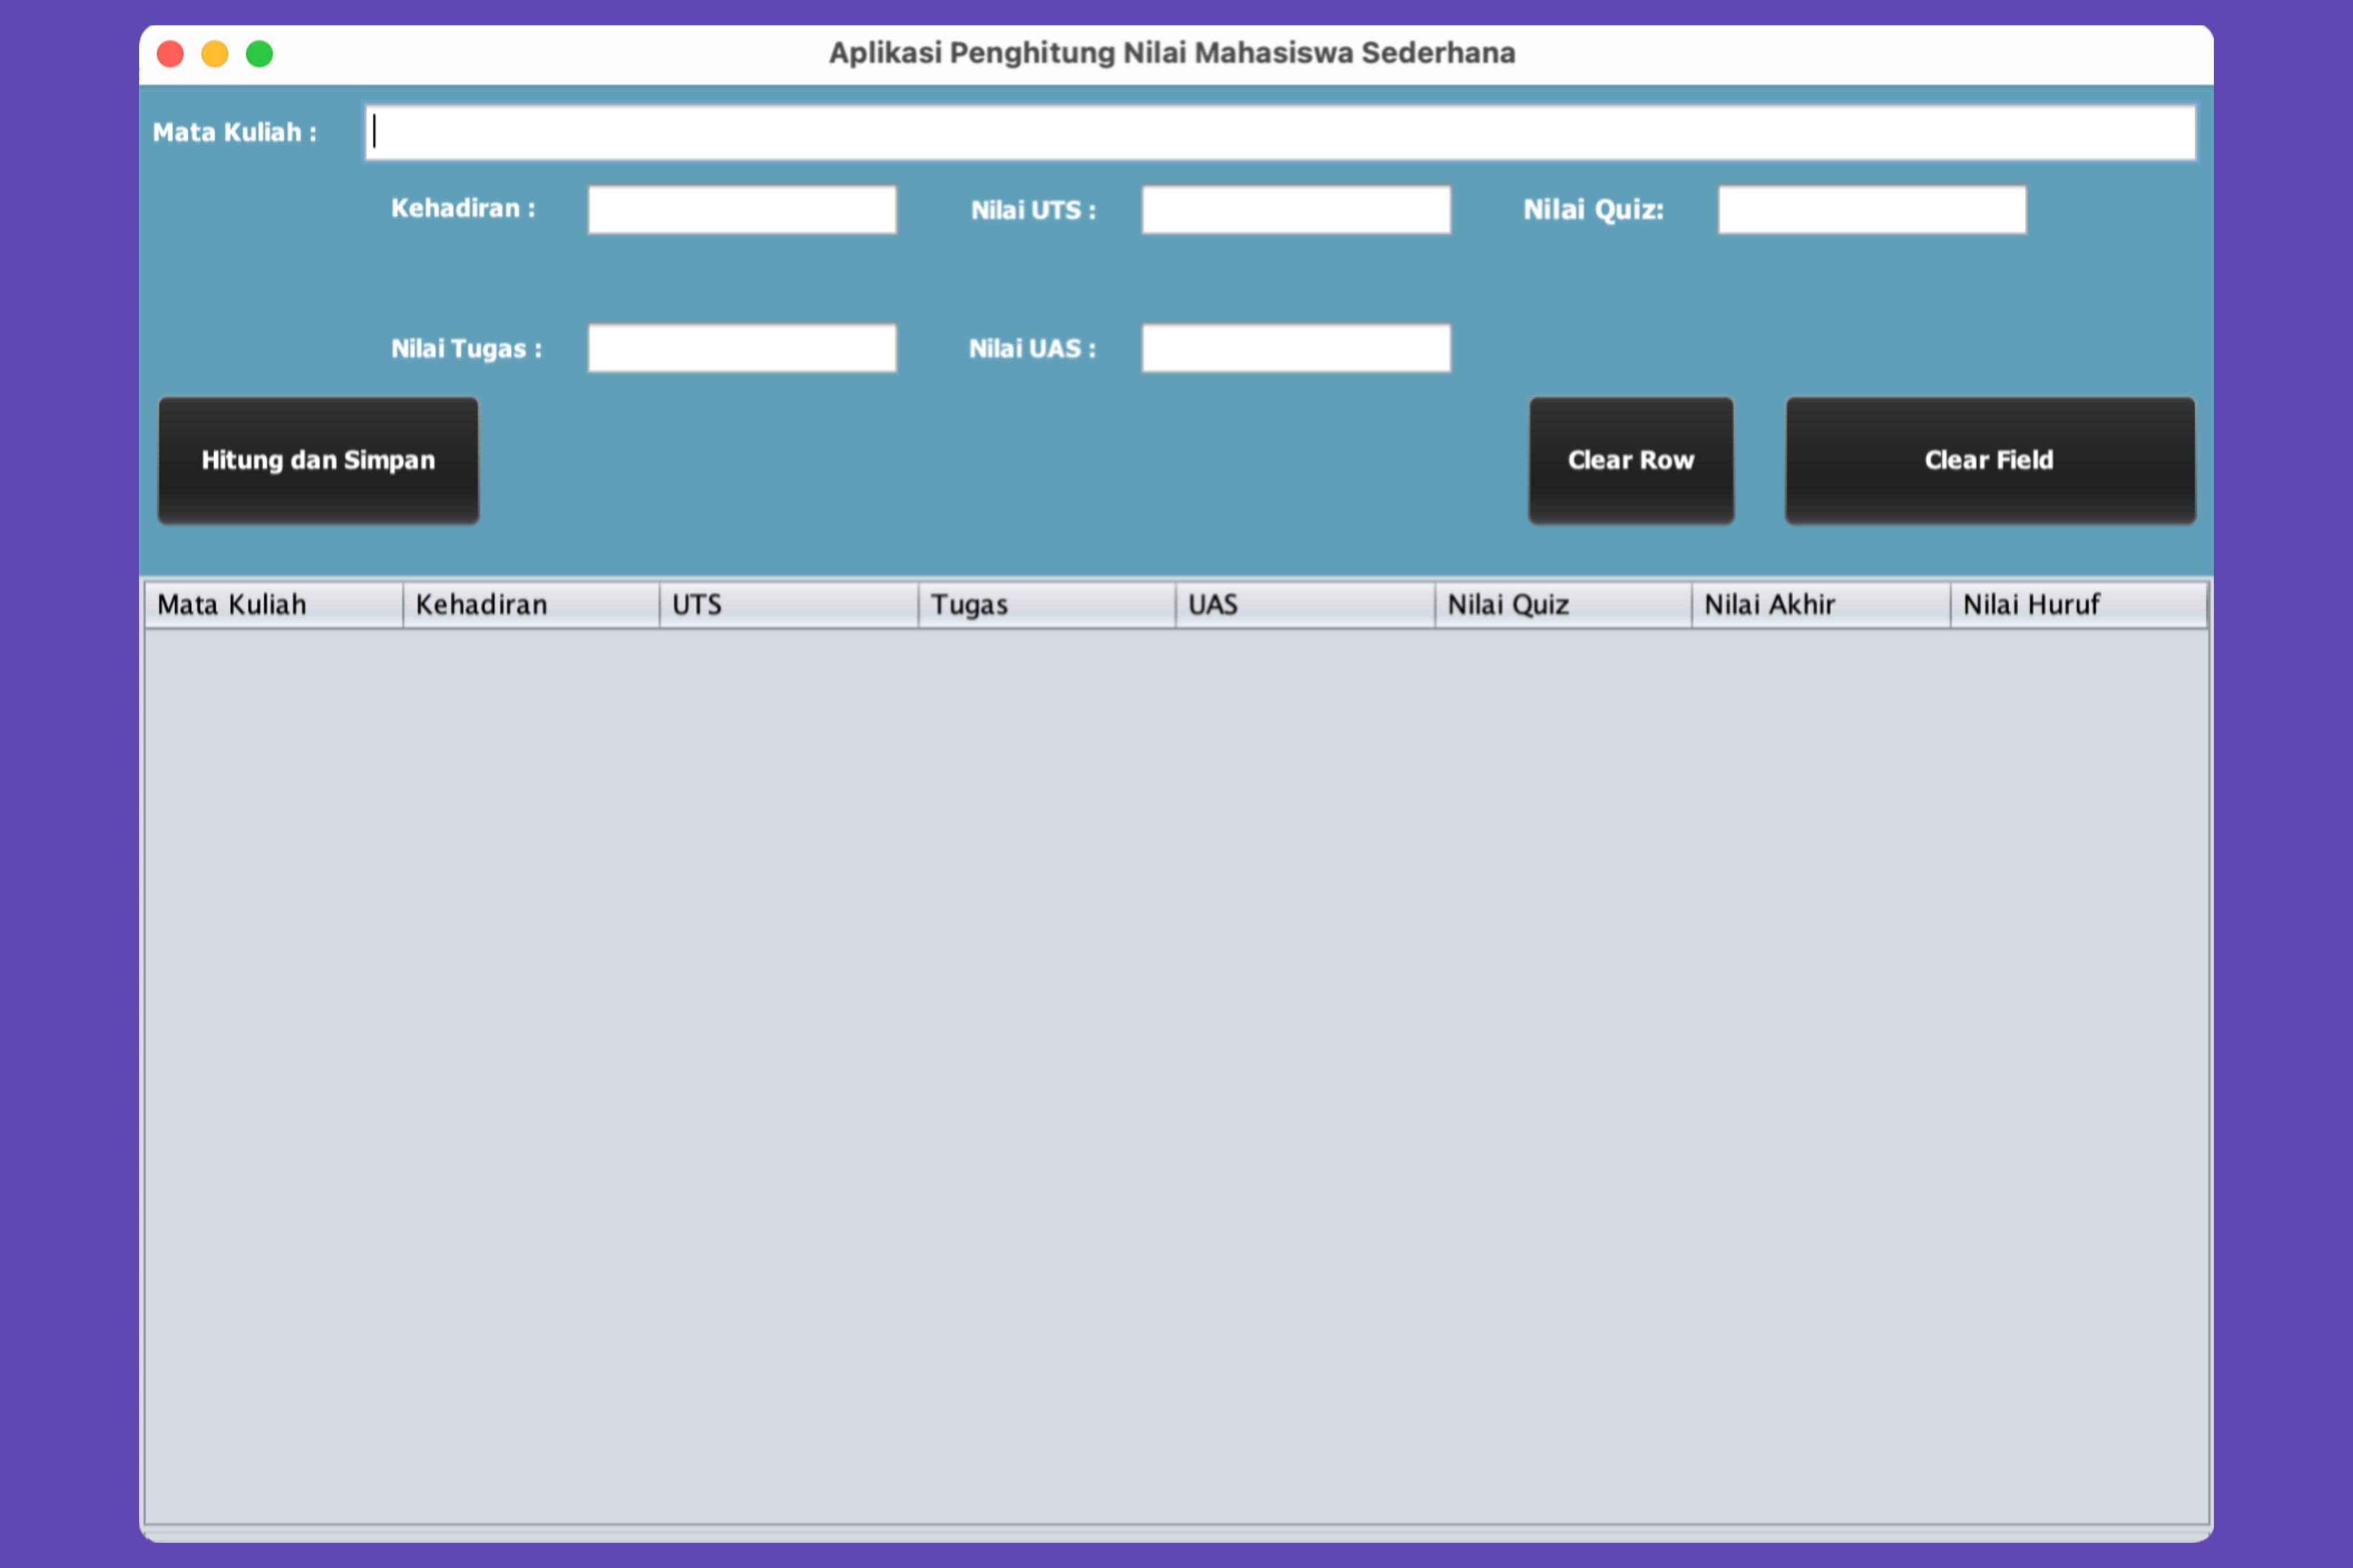 Aplikasi Penghitung Nilai Mahasiswa Sederhana
Mata Kuliah :
Kehadiran : Nilai UTS : Nilai Quiz:
Nilai Tugas : Nilai UAS :
Hitung dan Simpan Clear Row Clear Field
Mata Kuliah Kehadiran UTS Tugas UAS Nilai Quiz Nilai Akhir Nilai Huruf